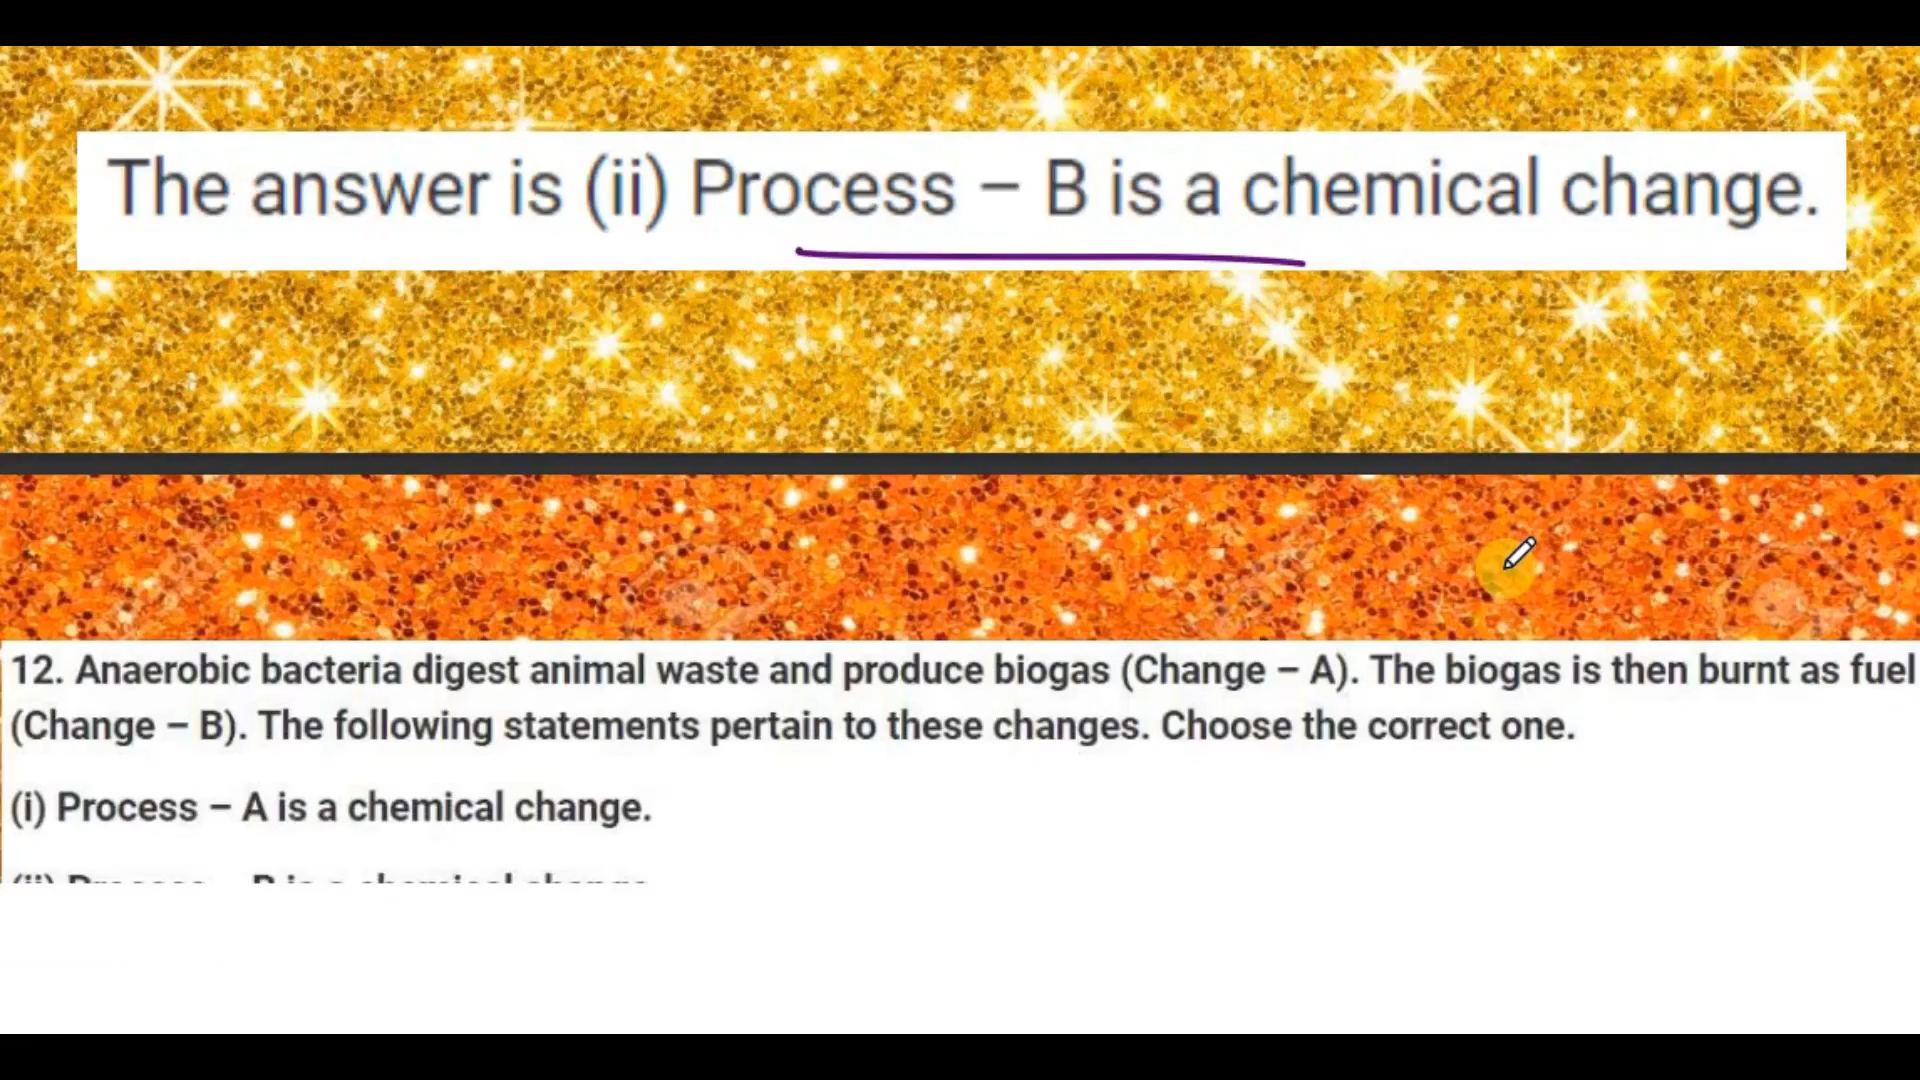 The answer is (ii) Process – B is a chemical change.
12. Anaerobic bacteria digest animal waste and produce biogas (Change – A). The biogas is then burnt as fuel
(Change – B). The following statements pertain to these changes. Choose the correct one.
(i) Process – A is a chemical change.
(ii) Process – B is a chemical change.